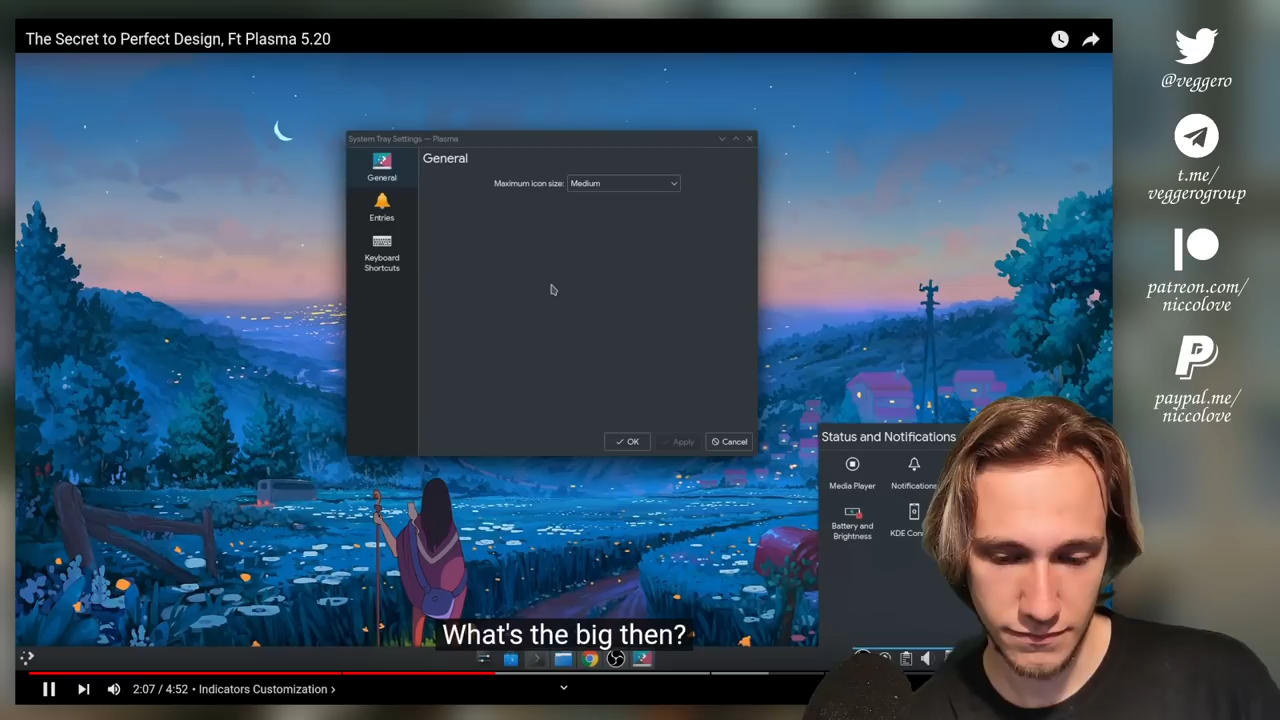 The Secret to Perfect Design, Ft Plasma 5.20
@veggero
t.me/
veggerogroup
patreon.com/
niccolove
paypal.me/
niccolove
System Tray Settings — Plasma
General
Entries
Keyboard
Shortcuts
General
Maximum icon size: Medium
OK Apply Cancel
Status and Notifications
Media Player Notifications
Battery and
Brightness
KDE Con
What's the big then?
2:07 / 4:52 • Indicators Customization ›